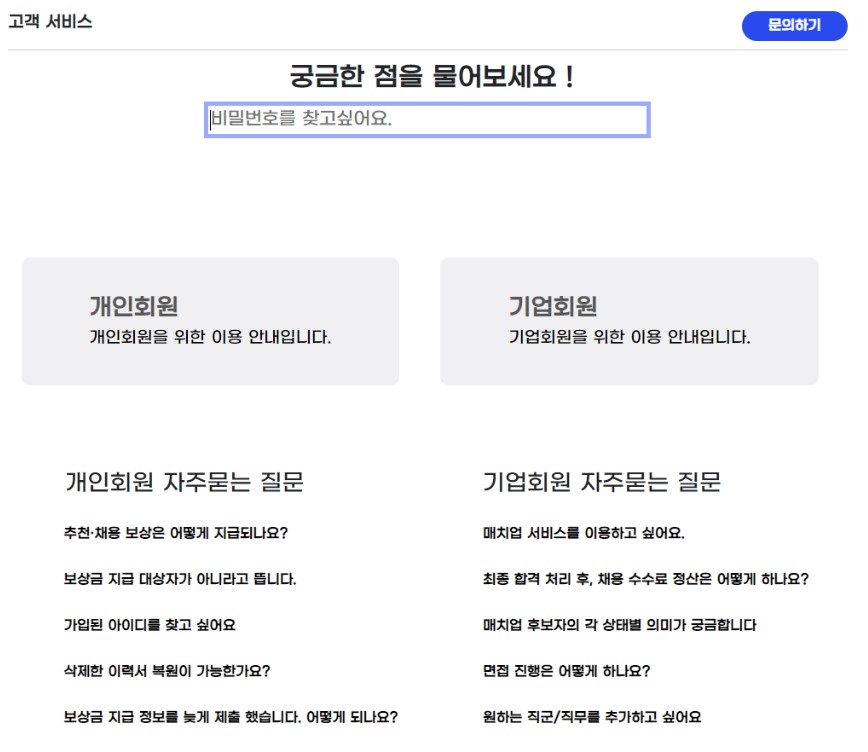 고객 서비스
문의하기
궁금한 점을 물어보세요 !
비밀번호를 찾고싶어요.
개인회원
개인회원을 위한 이용 안내입니다.
기업회원
기업회원을 위한 이용 안내입니다.
개인회원 자주묻는 질문
추천·채용 보상은 어떻게 지급되나요?
보상금 지급 대상자가 아니라고 뜹니다.
가입된 아이디를 찾고 싶어요
삭제한 이력서 복원이 가능한가요?
보상금 지급 정보를 늦게 제출 했습니다. 어떻게 되나요?
기업회원 자주묻는 질문
매치업 서비스를 이용하고 싶어요.
최종 합격 처리 후, 채용 수수료 정산은 어떻게 하나요?
매치업 후보자의 각 상태별 의미가 궁금합니다
면접 진행은 어떻게 하나요?
원하는 직군/직무를 추가하고 싶어요